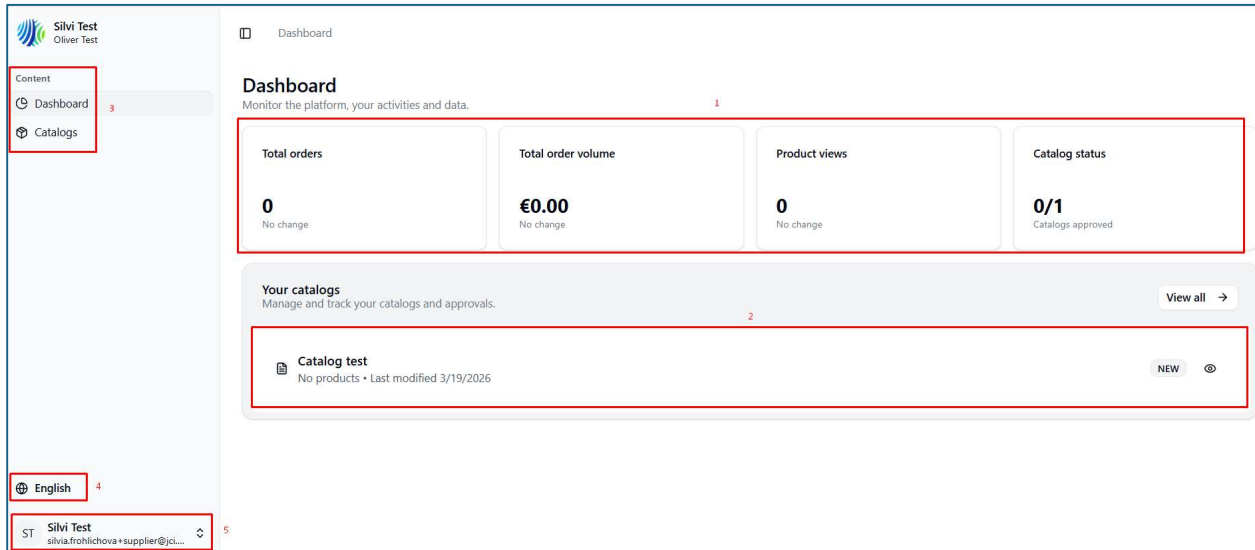 Silvi Test
Oliver Test
Dashboard
Content
Dashboard
3
Catalogs
Dashboard
Monitor the platform, your activities and data.
1
Total orders
0
No change
Total order volume
€0.00
No change
Product views
0
No change
Catalog status
0/1
Catalogs approved
Your catalogs
Manage and track your catalogs and approvals.
View all
2
Catalog test
No products • Last modified 3/19/2026
NEW
English
4
ST
Silvi Test
silvia.frohlichova+supplier@jci....
5